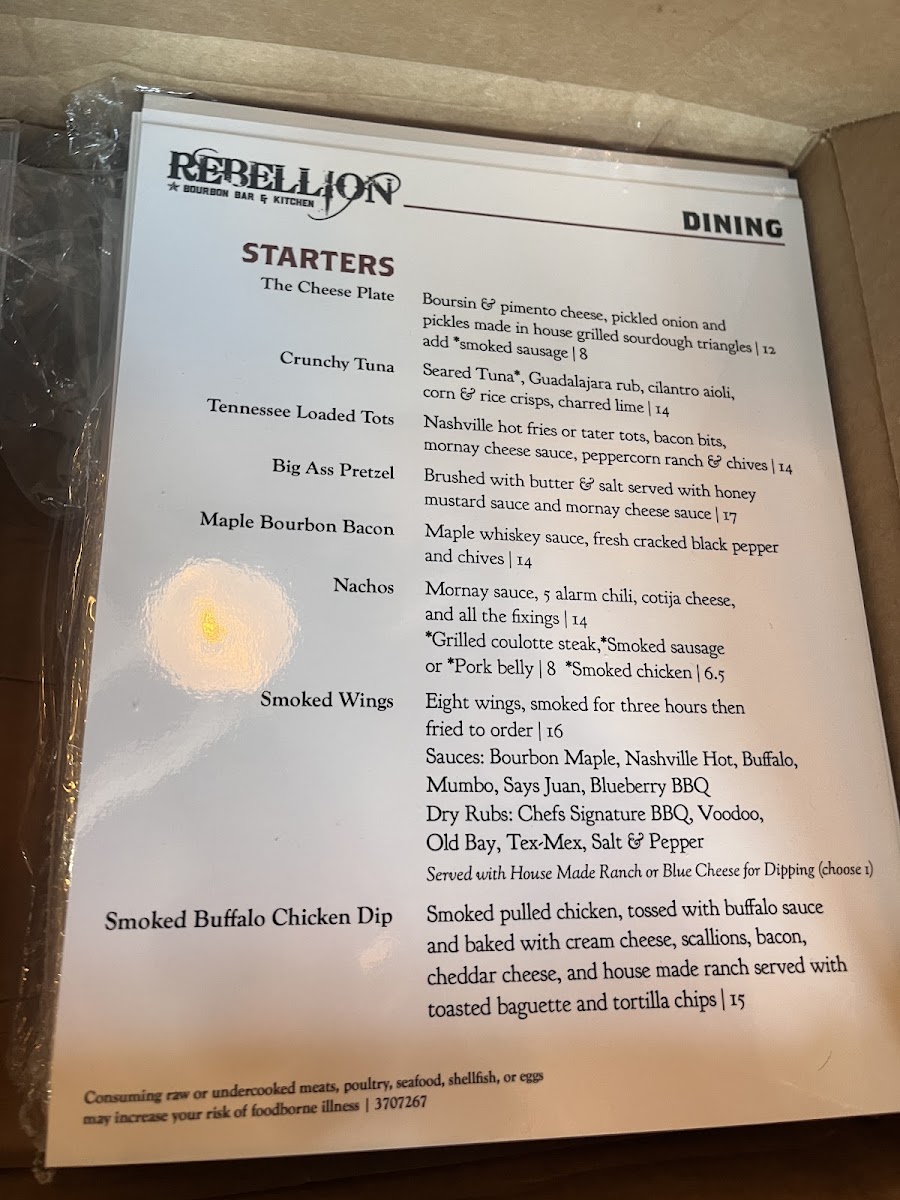 REBELLION
★ BOURBON BAR & KITCHEN
DINING
STARTERS
The Cheese Plate
Boursin & pimento cheese, pickled onion and
pickles made in house grilled sourdough triangles | 12
add *smoked sausage | 8
Crunchy Tuna
Seared Tuna*, Guadalajara rub, cilantro aioli,
corn & rice crisps, charred lime | 14
Tennessee Loaded Tots
Nashville hot fries or tater tots, bacon bits,
mornay cheese sauce, peppercorn ranch & chives | 14
Big Ass Pretzel
Brushed with butter & salt served with honey
mustard sauce and mornay cheese sauce | 17
Maple Bourbon Bacon
Maple whiskey sauce, fresh cracked black pepper
and chives | 14
Nachos
Mornay sauce, 5 alarm chili, cotija cheese,
and all the fixings | 14
*Grilled coulotte steak,*Smoked sausage
or *Pork belly | 8 *Smoked chicken | 6.5
Smoked Wings
Eight wings, smoked for three hours then
fried to order | 16
Sauces: Bourbon Maple, Nashville Hot, Buffalo,
Mumbo, Says Juan, Blueberry BBQ
Dry Rubs: Chefs Signature BBQ, Voodoo,
Old Bay, Tex-Mex, Salt & Pepper
Served with House Made Ranch or Blue Cheese for Dipping (choose 1)
Smoked Buffalo Chicken Dip
Smoked pulled chicken, tossed with buffalo sauce
and baked with cream cheese, scallions, bacon,
cheddar cheese, and house made ranch served with
toasted baguette and tortilla chips | 15
Consuming raw or undercooked meats, poultry, seafood, shellfish, or eggs
may increase your risk of foodborne illness | 3707267